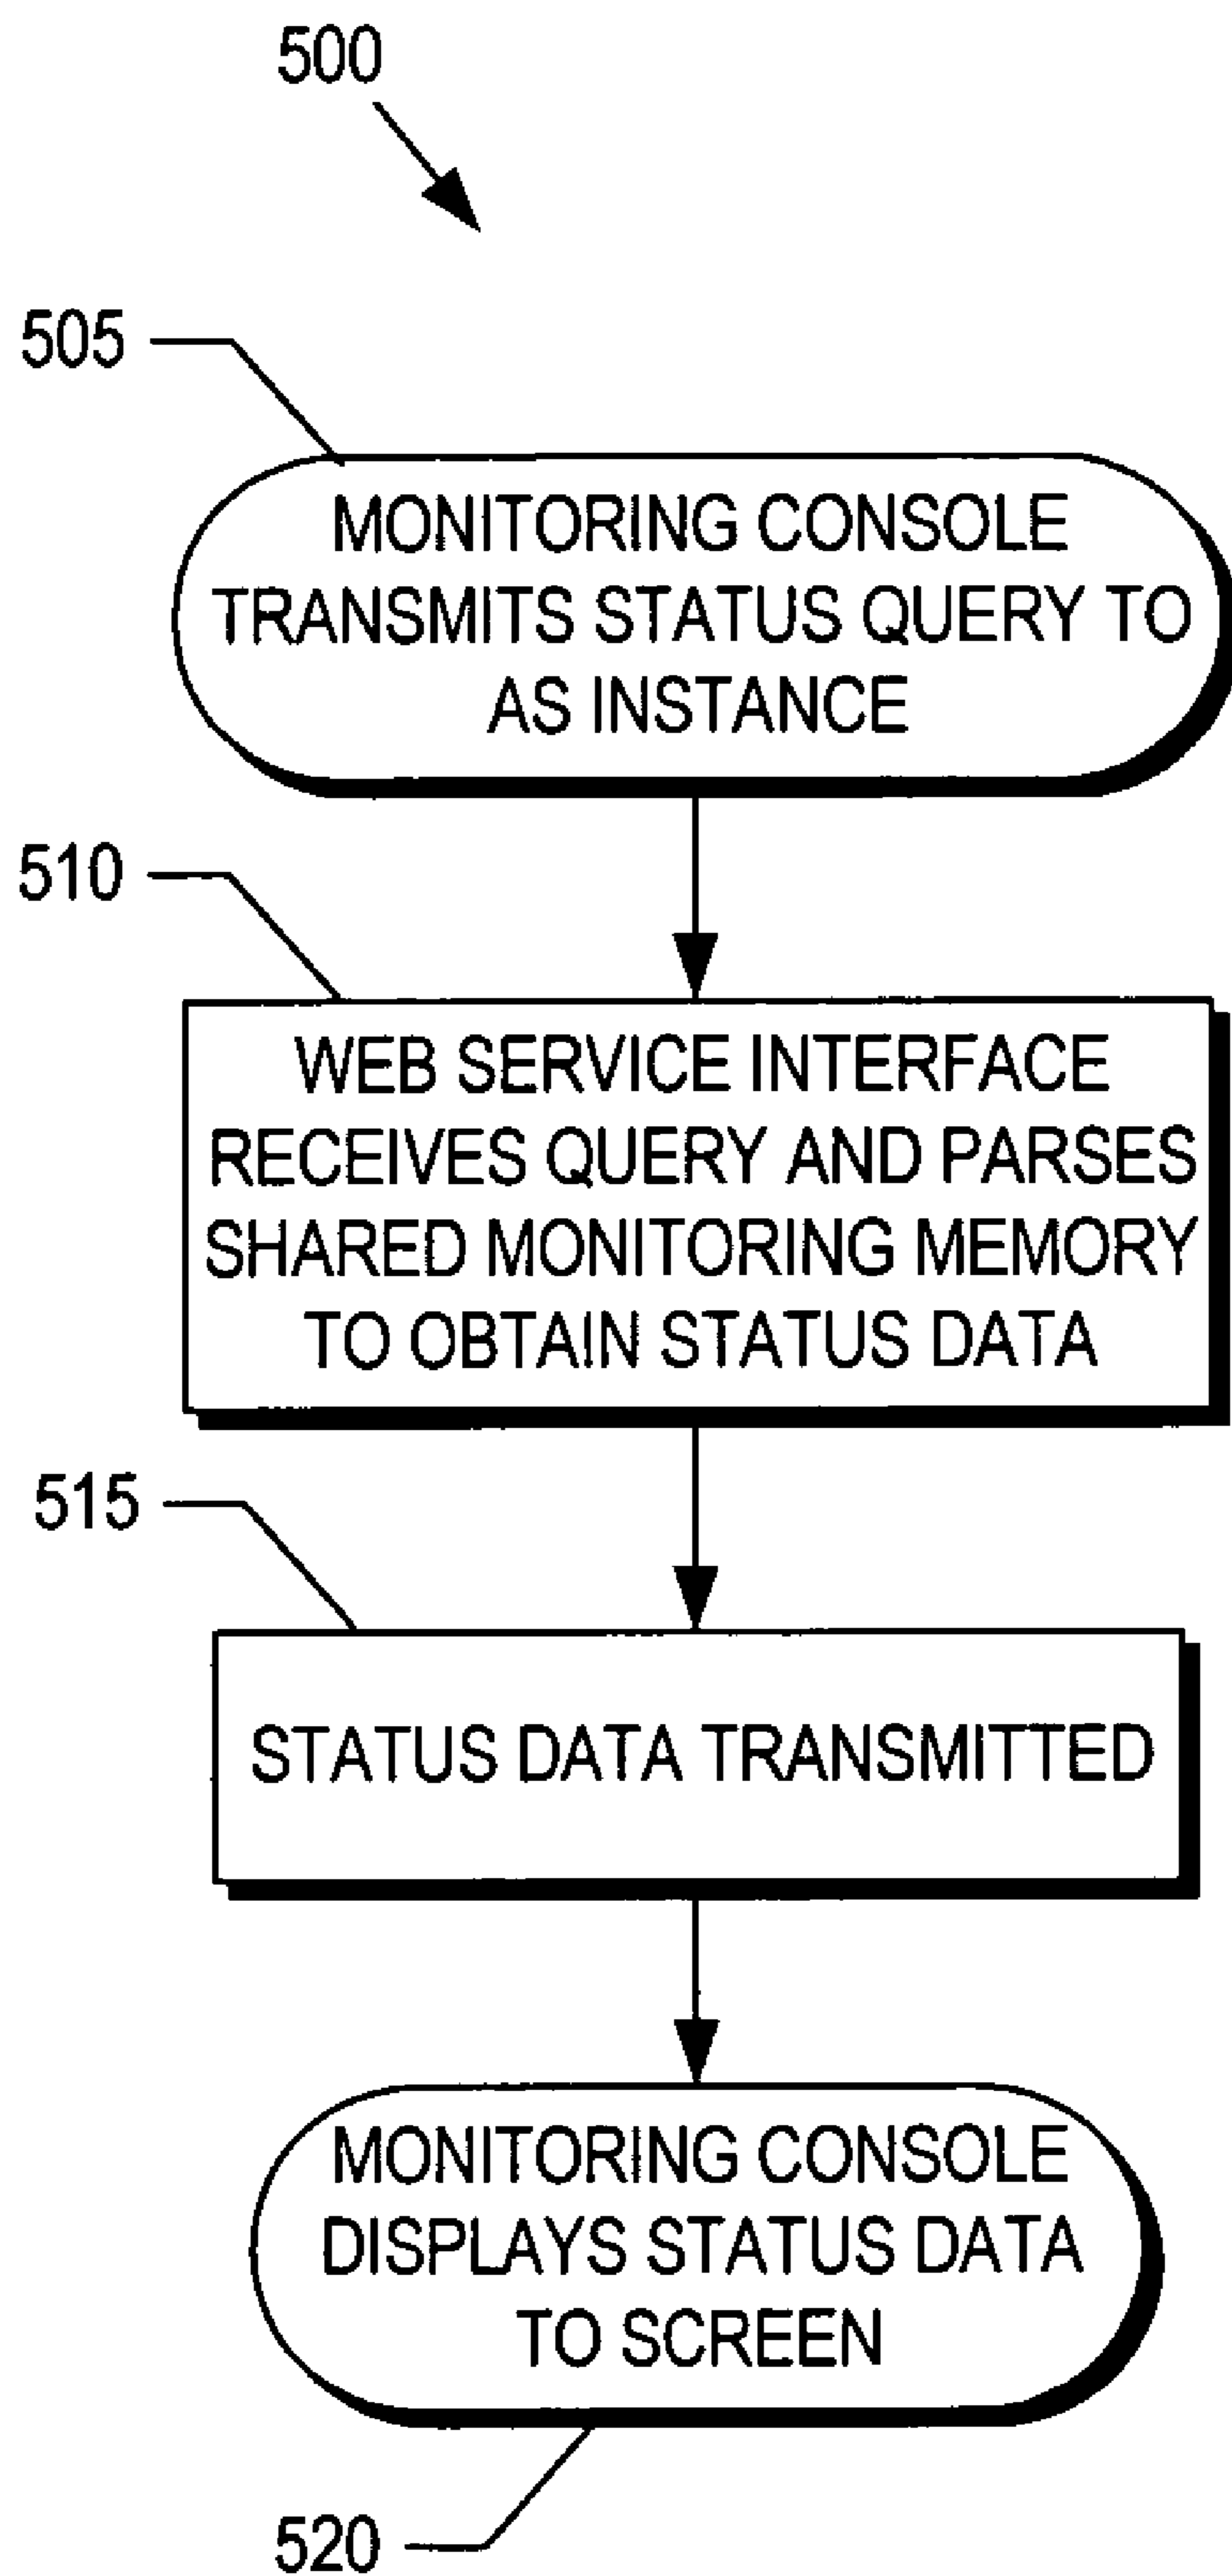 500
505
MONITORING CONSOLE
TRANSMITS STATUS QUERY TO
AS INSTANCE
510
WEB SERVICE INTERFACE
RECEIVES QUERY AND PARSES
SHARED MONITORING MEMORY
TO OBTAIN STATUS DATA
515
STATUS DATA TRANSMITTED
MONITORING CONSOLE
DISPLAYS STATUS DATA
TO SCREEN
520